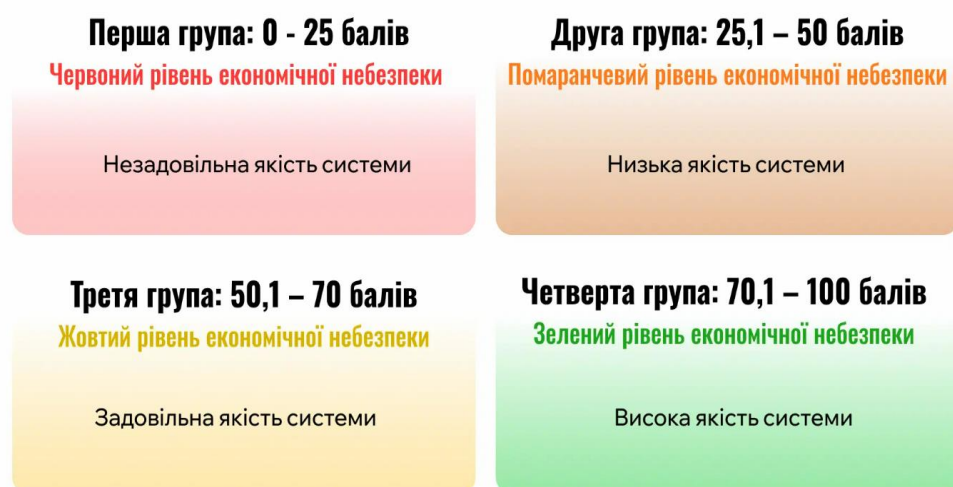 Перша група: 0 - 25 балів
Червоний рівень економічної небезпеки
Незадовільна якість системи
Друга група: 25,1 – 50 балів
Помаранчевий рівень економічної небезпеки
Низька якість системи
Третя група: 50,1 – 70 балів
Жовтий рівень економічної небезпеки
Задовільна якість системи
Четверта група: 70,1 – 100 балів
Зелений рівень економічної небезпеки
Висока якість системи